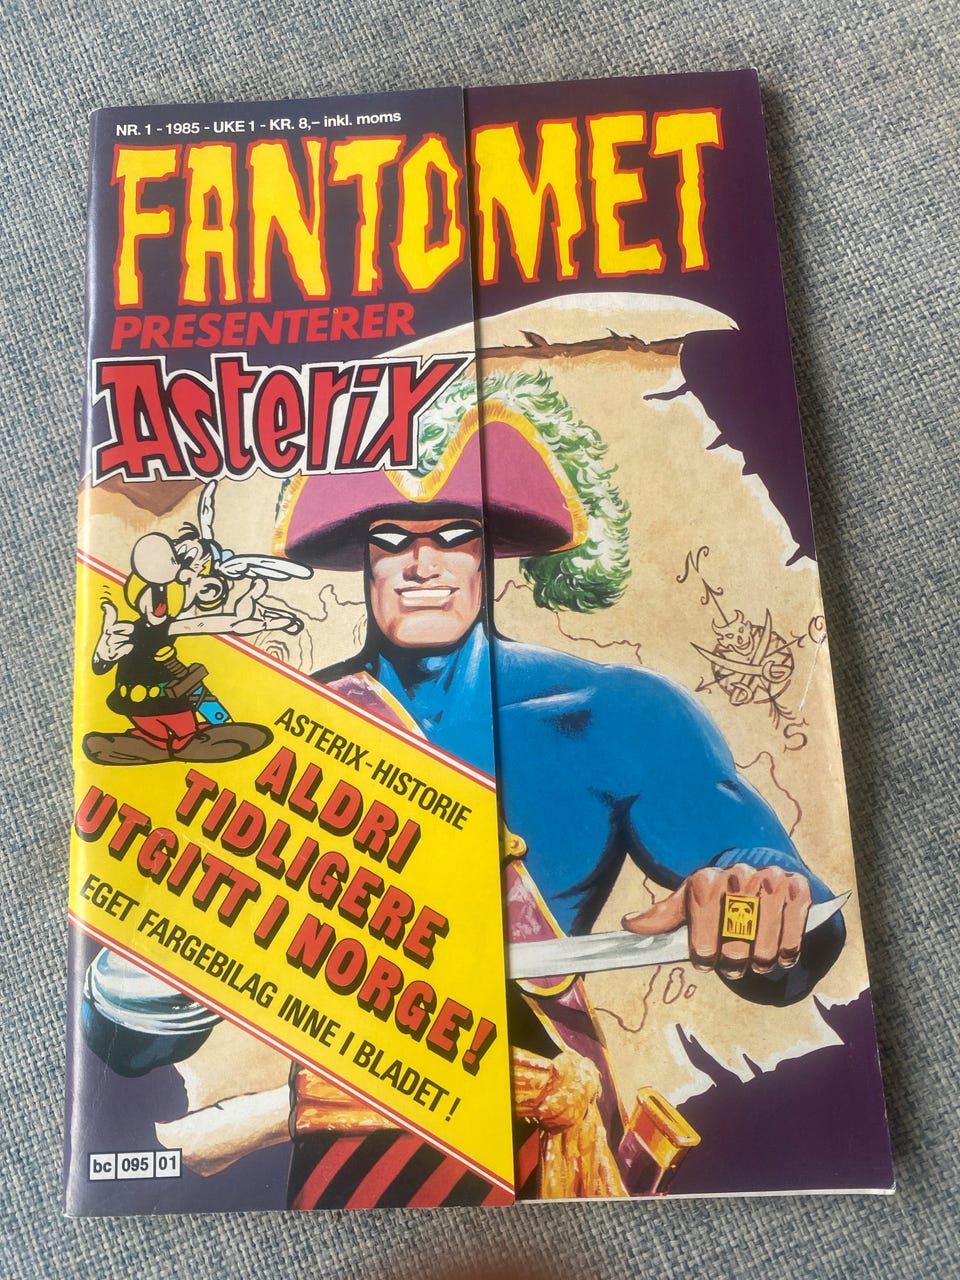 NR. 1 - 1985 - UKE 1 - KR. 8,– inkl. moms
FANTOMET
PRESENTERER
Asterix
N
S
ASTERIX-HISTORIE
ALDRI
TIDLIGERE
UTGITT I NORGE!
EGET FARGEBILAG INNE I BLADET!
bc 095 01